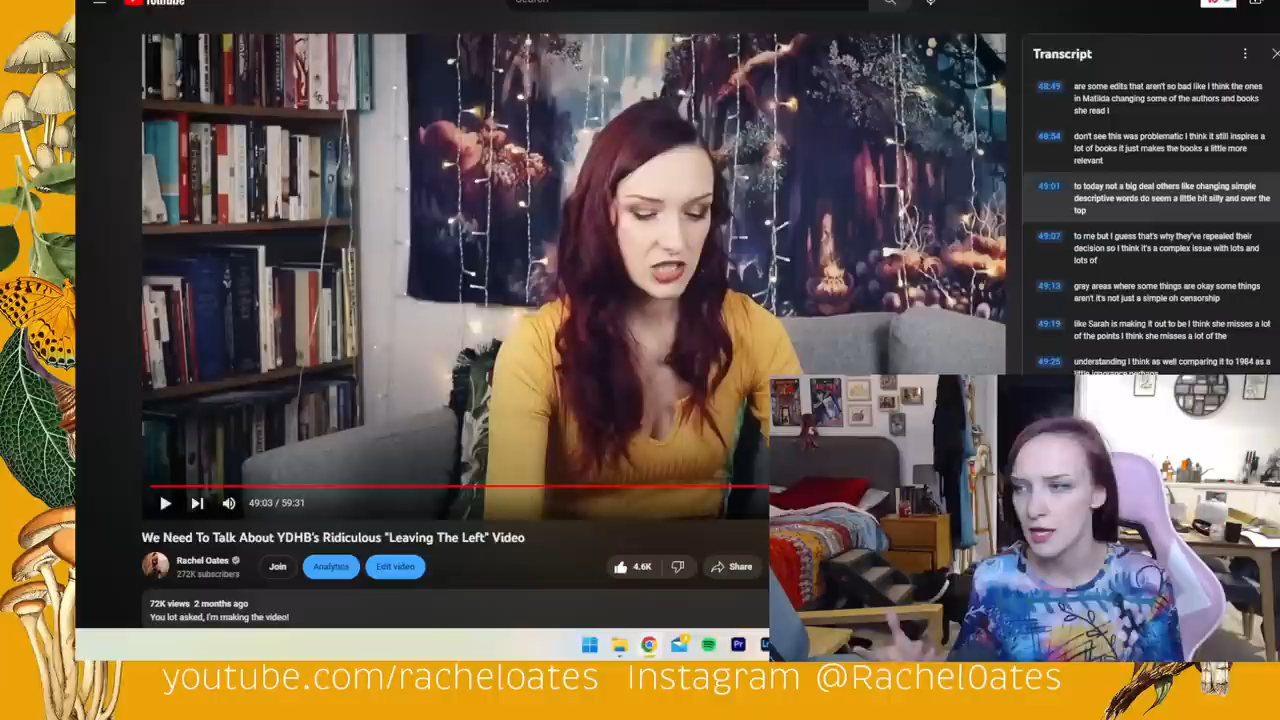 YouTube
Search
Transcript
48:49
are some edits that aren't so bad like I think the ones
in Matilda changing some of the authors and books
she read I
48:54
don't see this was problematic I think it still inspires a
lot of books it just makes the books a little more
relevant
49:01
to today not a big deal others like changing simple
descriptive words do seem a little bit silly and over the
top
49:07
to me but I guess that's why they've repealed their
decision so I think it's a complex issue with lots and
lots of
49:13
gray areas where some things are okay some things
aren't it's not just a simple oh censorship
49:19
like Sarah is making it out to be I think she misses a lot
of the points I think she misses a lot of the
49:25
understanding I think as well comparing it to 1984 as a
little ignorance perhaps
49:03 / 59:31
We Need To Talk About YDHB's Ridiculous "Leaving The Left" Video
Rachel Oates
272K subscribers
Join
Analytics
Edit video
4.6K
Share
72K views 2 months ago
You lot asked, I'm making the video!
Pr
youtube.com/racheloates Instagram @Rachel0ates